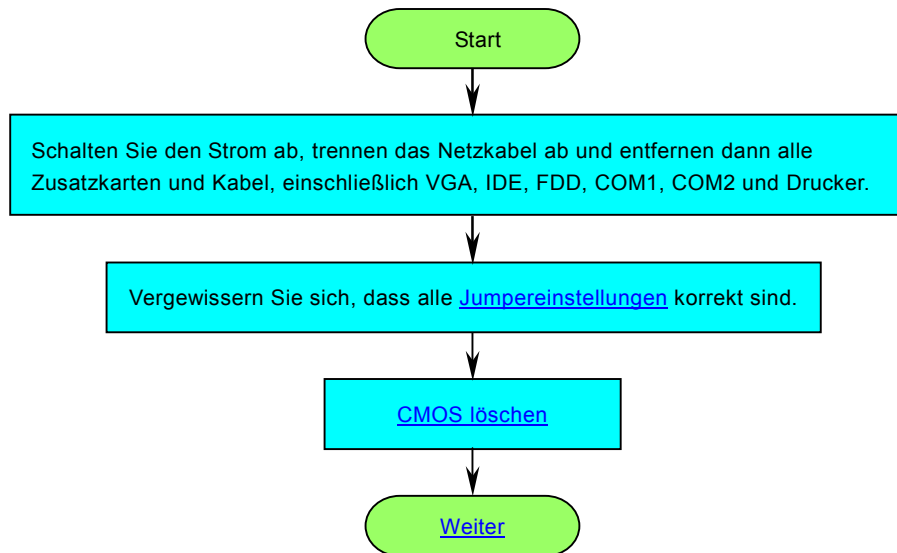 Start
Schalten Sie den Strom ab, trennen das Netzkabel ab und entfernen dann alle
Zusatzkarten und Kabel, einschließlich VGA, IDE, FDD, COM1, COM2 und Drucker.
Vergewissern Sie sich, dass alle Jumpereinstellungen korrekt sind.
CMOS löschen
Weiter